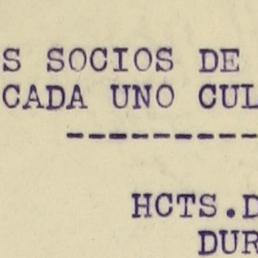 S SOCIOS DE
CADA UNO CUL
-----------
HCTS.D
DUR